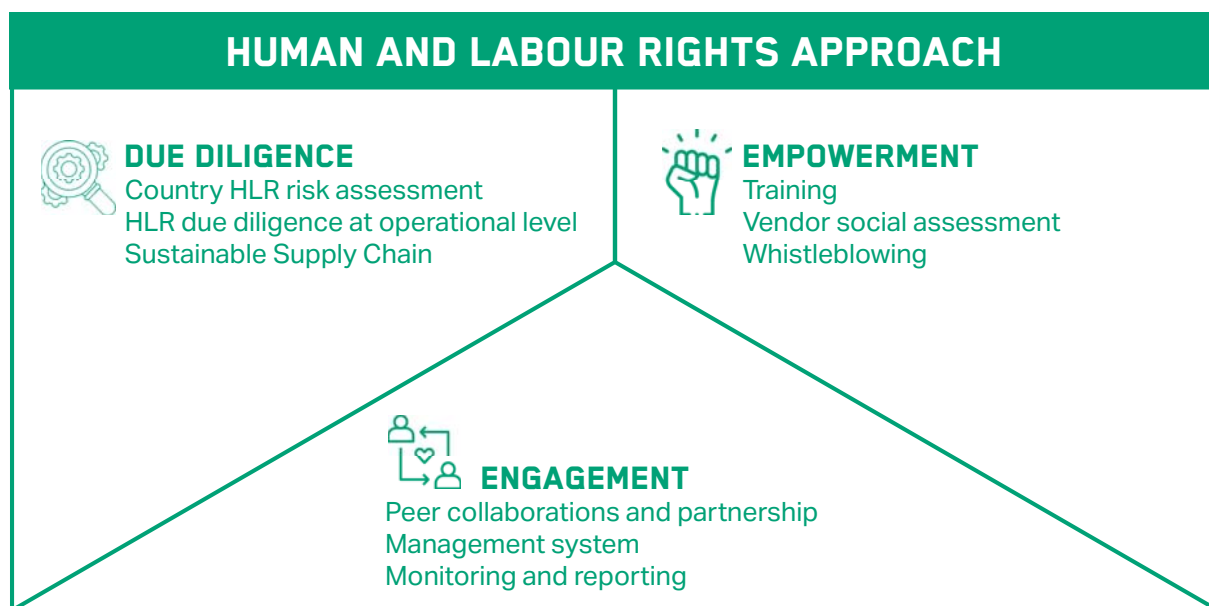 HUMAN AND LABOUR RIGHTS APPROACH
DUE DILIGENCE
Country HLR risk assessment
HLR due diligence at operational level
Sustainable Supply Chain
EMPOWERMENT
Training
Vendor social assessment
Whistleblowing
ENGAGEMENT
Peer collaborations and partnership
Management system
Monitoring and reporting